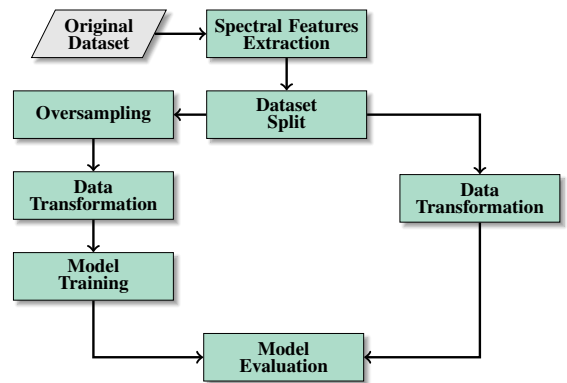 Original
Dataset
Spectral Features
Extraction
Oversampling
Dataset
Split
Data
Transformation
Data
Transformation
Model
Training
Model
Evaluation